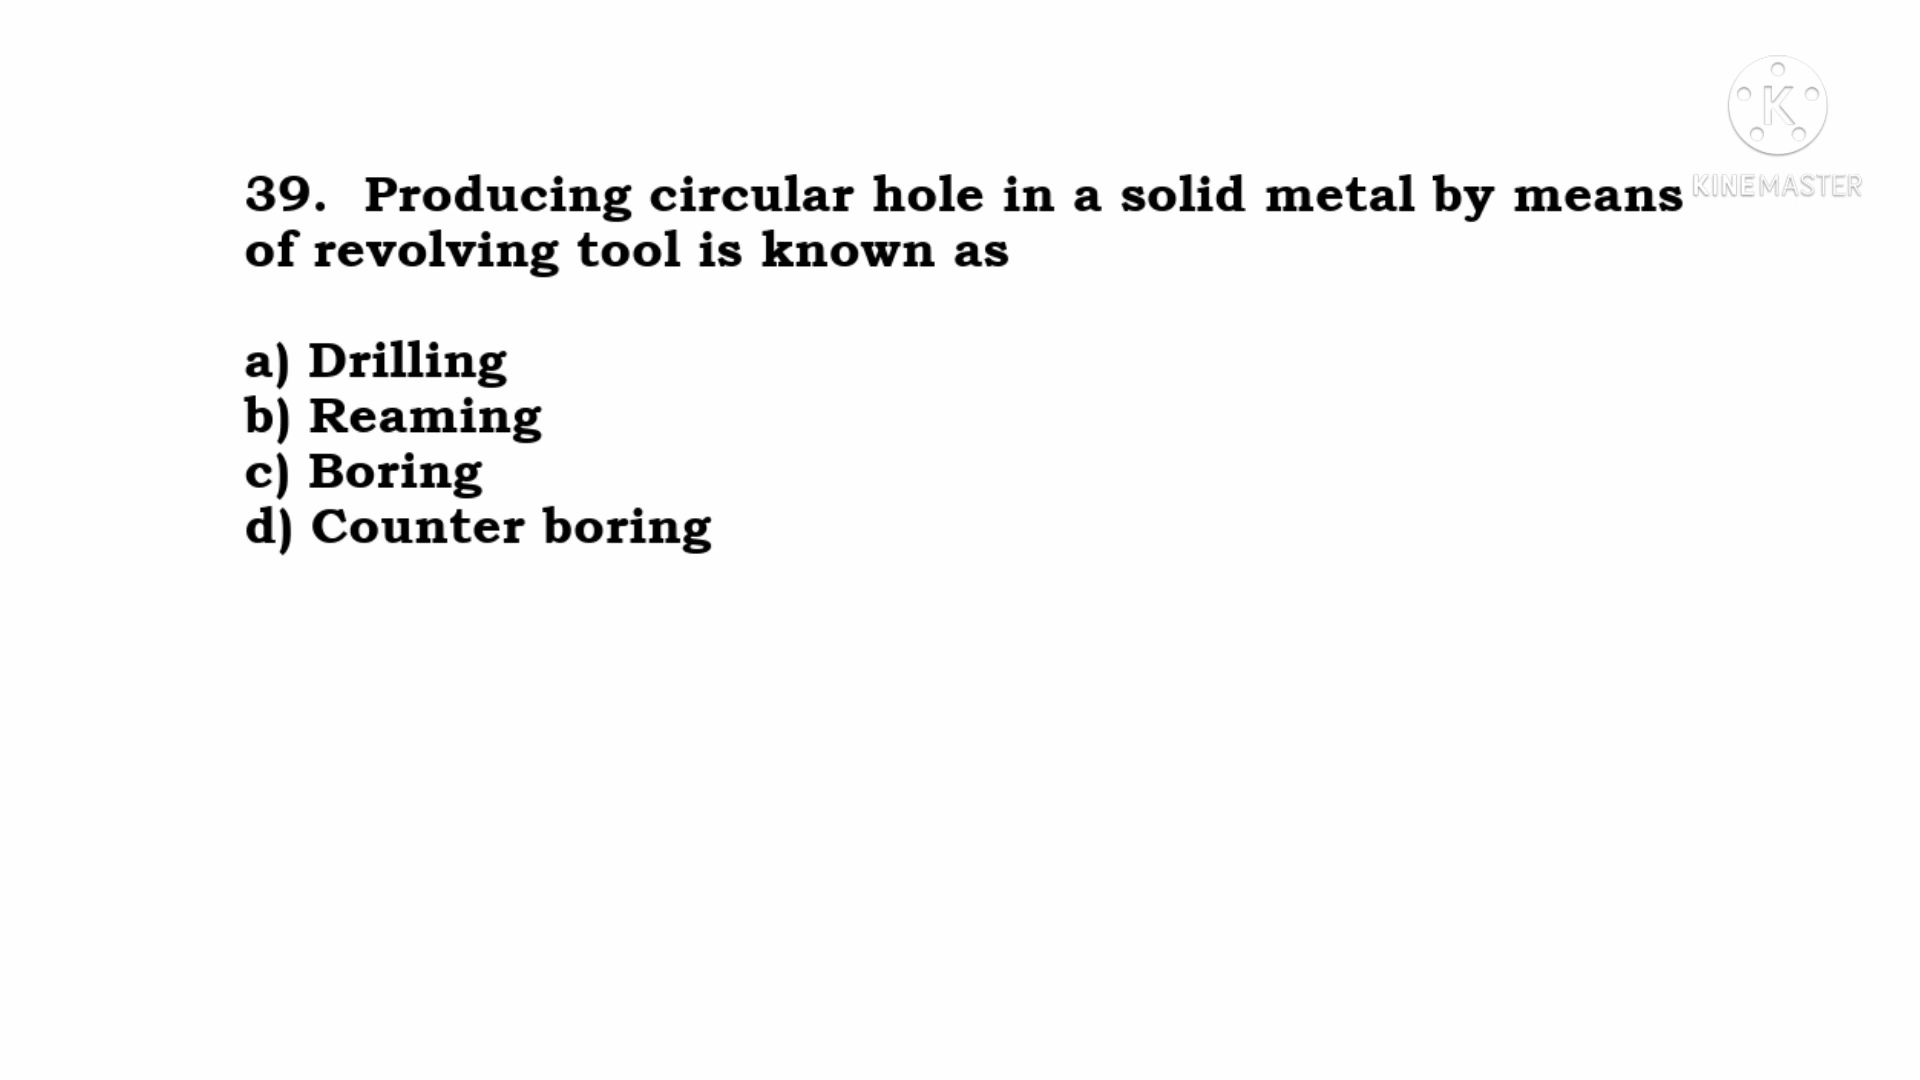 39. Producing circular hole in a solid metal by means
of revolving tool is known as
a) Drilling
b) Reaming
c) Boring
d) Counter boring
K
KINEMASTER